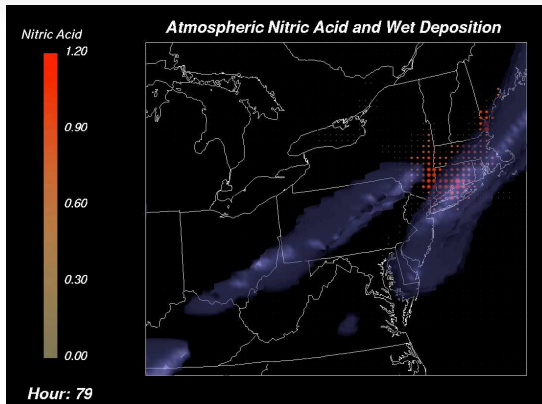 Atmospheric Nitric Acid and Wet Deposition
Nitric Acid
1.20
0.90
0.60
0.30
0.00
Hour: 79